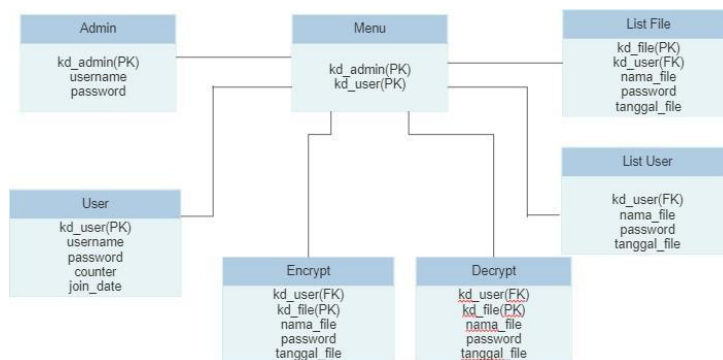 Admin
kd_admin(PK)
username
password
Menu
kd_admin(PK)
kd_user(PK)
List File
kd_file(PK)
kd_user(FK)
nama_file
password
tanggal_file
List User
kd_user(FK)
nama_file
password
tanggal_file
User
kd_user(PK)
username
password
counter
join_date
Encrypt
kd_user(FK)
kd_file(PK)
nama_file
password
tanggal_file
Decrypt
kd_user(FK)
kd_file(PK)
nama_file
password
tanggal_file